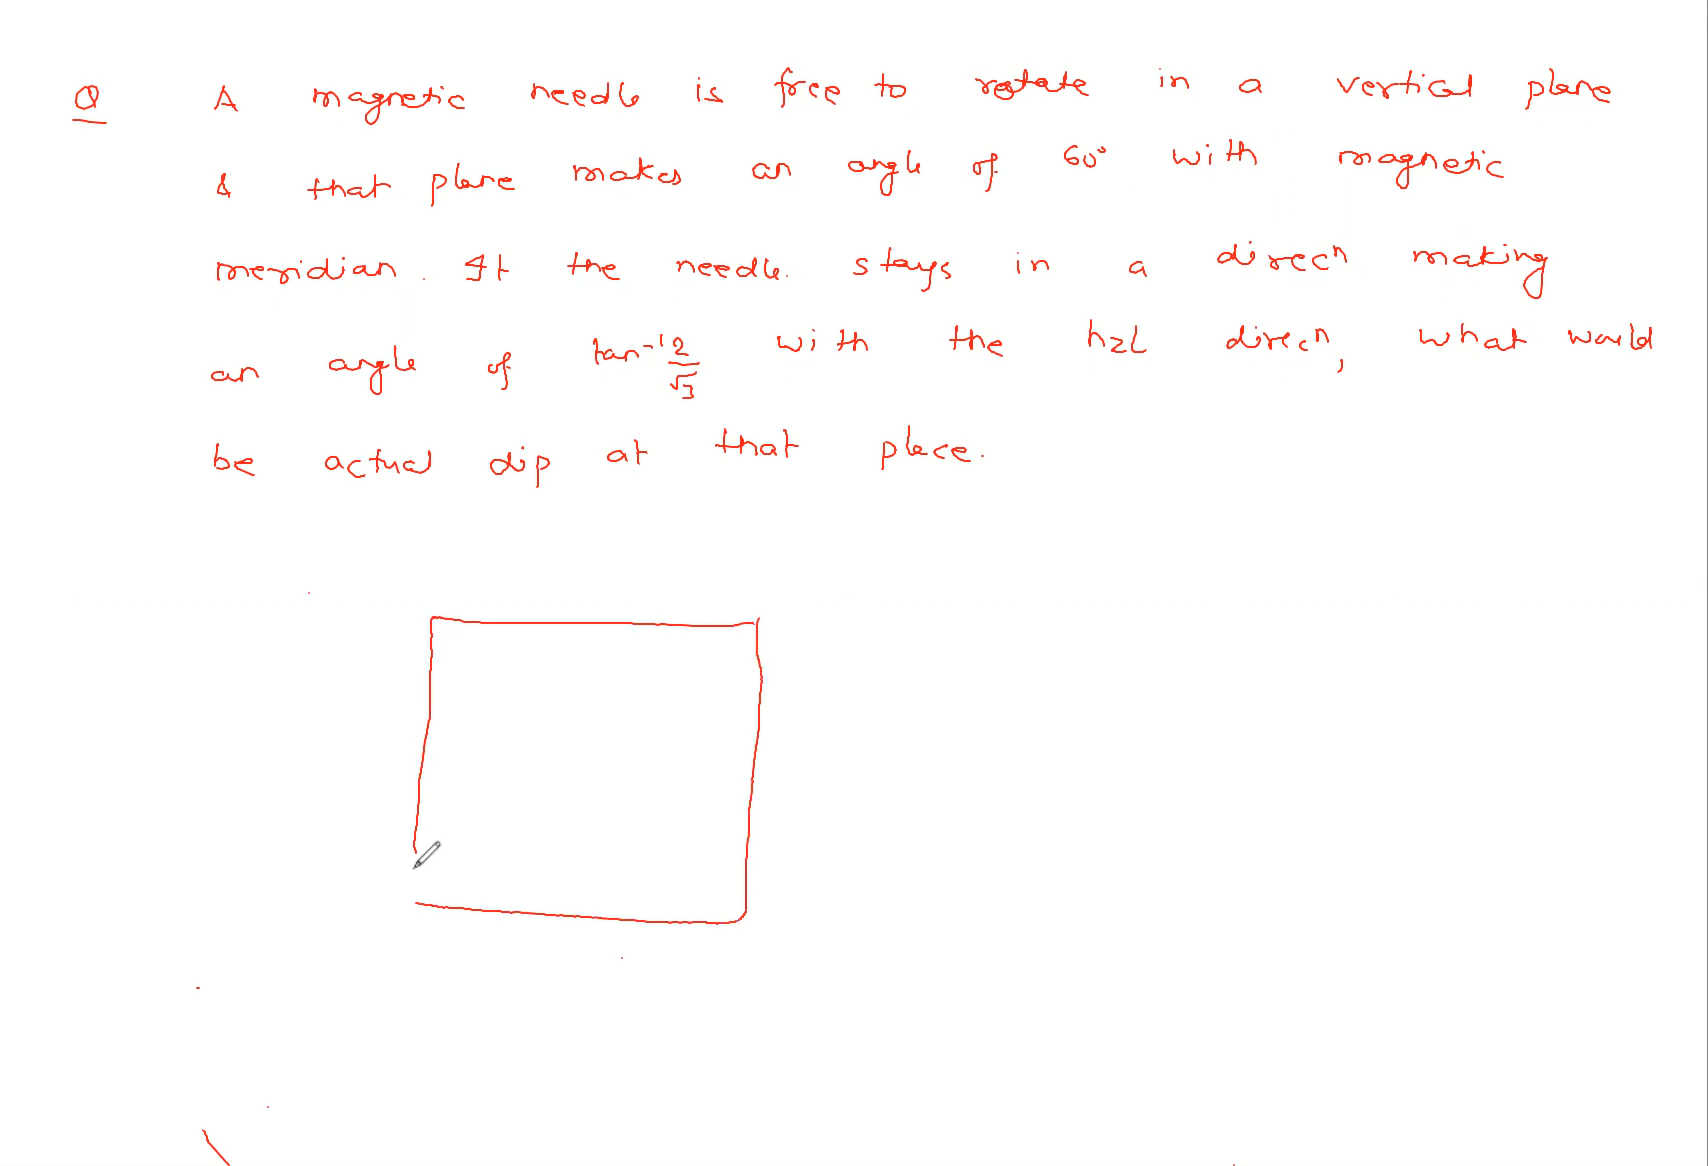 Q A magnetic needle is free to rotate in a vertical plane
& that plane makes an angle of 60° with magnetic
meridian. If the needle. stays in a direcn making
an angle of tan⁻¹ 2/√3 with the hzl direcn, what would
be actual dip at that place.